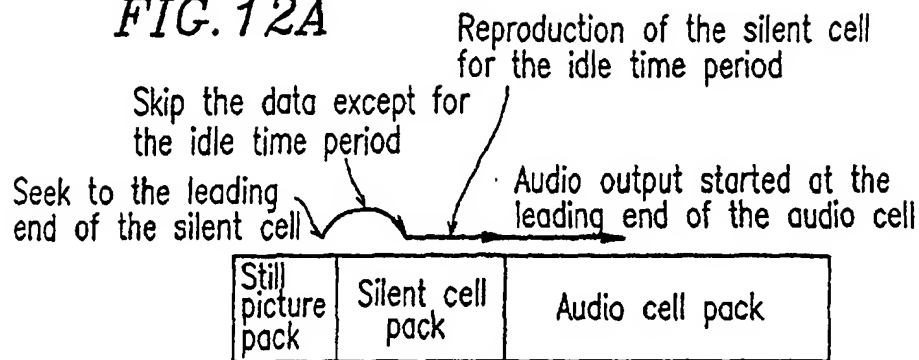 FIG. 12A
Reproduction of the silent cell
for the idle time period
Skip the data except for
the idle time period
Seek to the leading
end of the silent cell
Audio output started at the
leading end of the audio cell
Still
picture
pack
Silent cell
pack
Audio cell pack